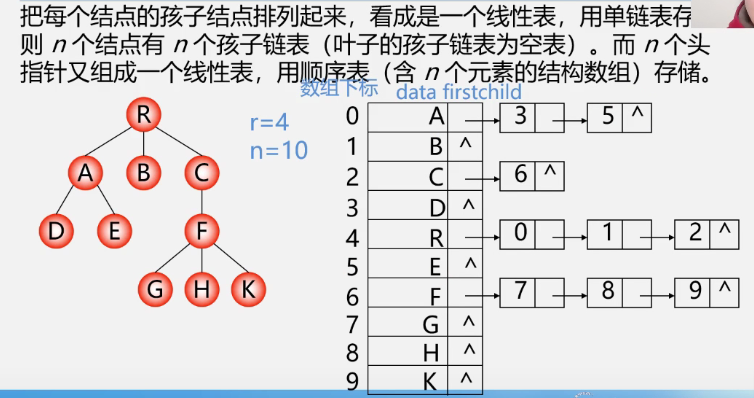 把每个结点的孩子结点排列起来，看成是一个线性表，用单链表存
则 n 个结点有 n 个孩子链表（叶子的孩子链表为空表）。而 n 个头
指针又组成一个线性表，用顺序表（含 n 个元素的结构数组）存储。
数组下标 data firstchild
R
A B C
D E F
G H K
r=4
n=10
0 A 3 5 ^
1 B ^
2 C 6 ^
3 D ^
4 R 0 1 2 ^
5 E ^
6 F 7 8 9 ^
7 G ^
8 H ^
9 K ^